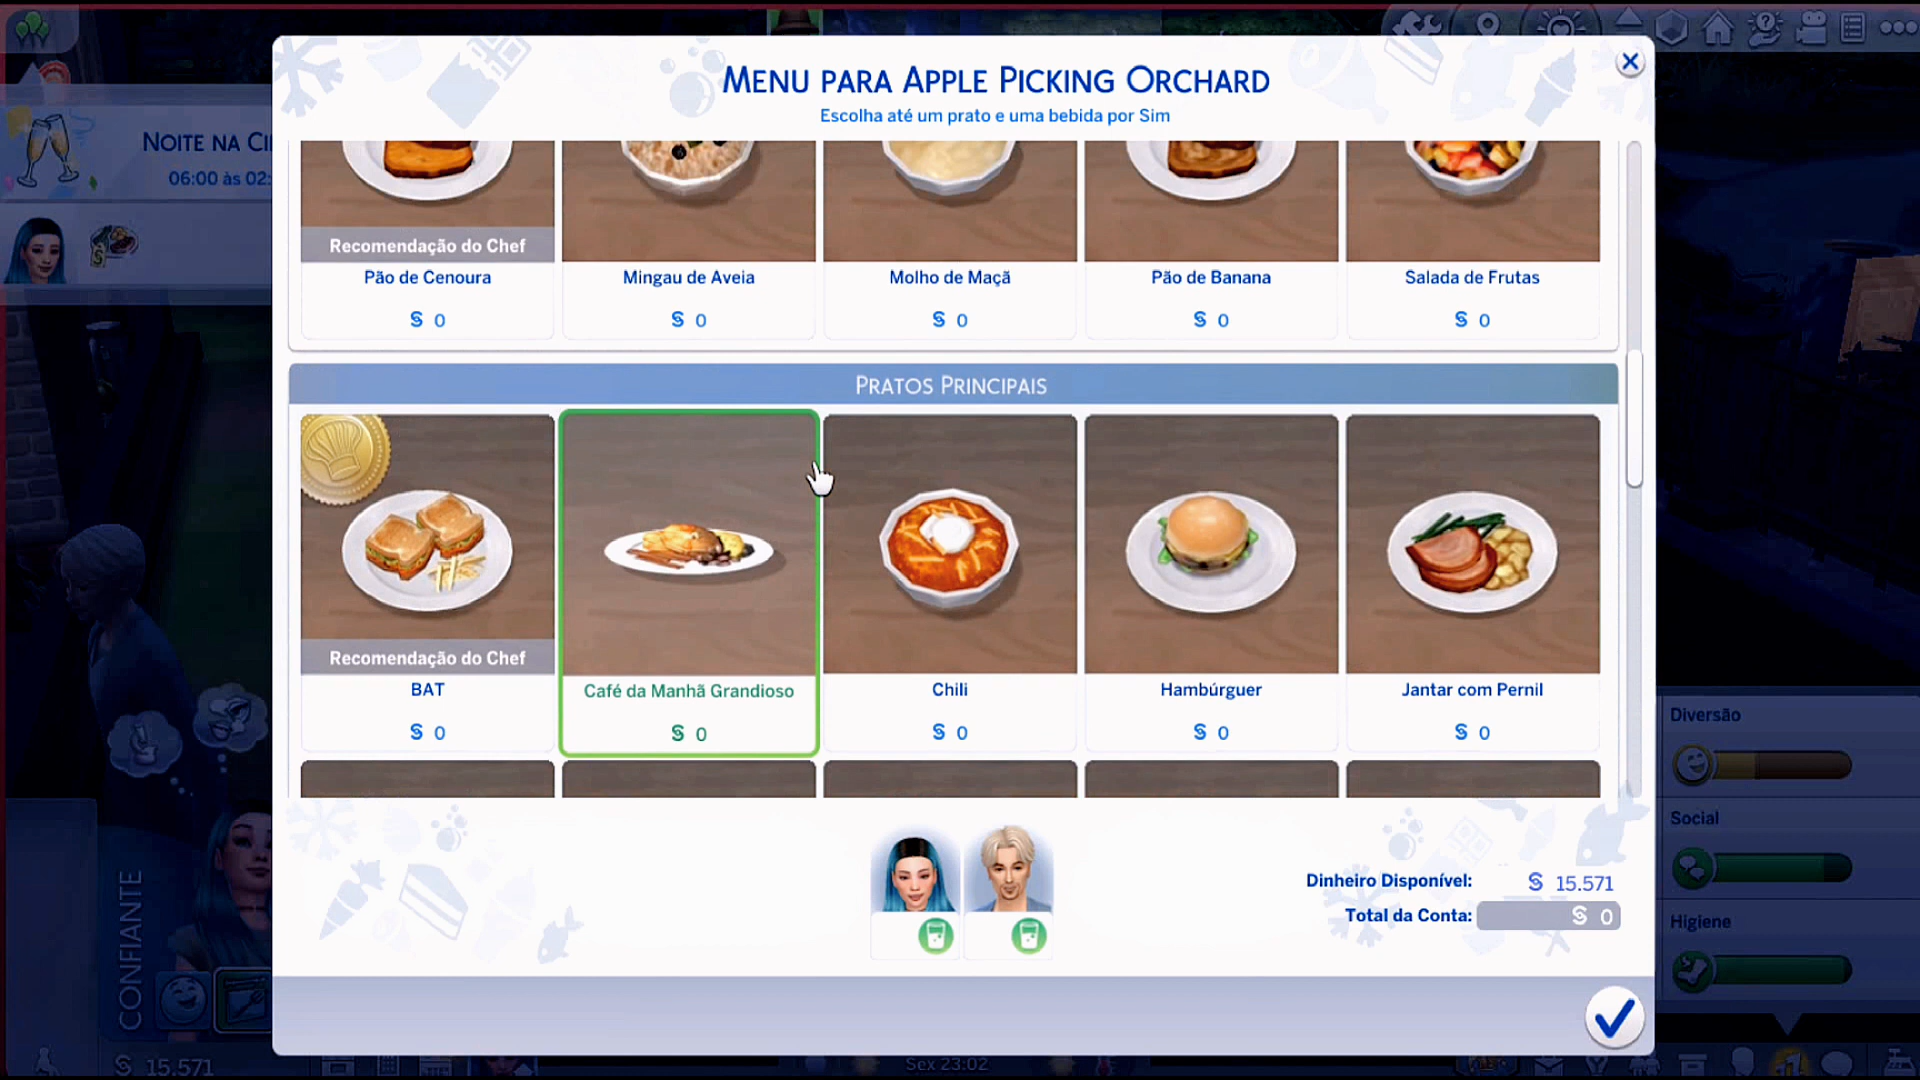 MENU PARA APPLE PICKING ORCHARD
Escolha até um prato e uma bebida por Sim
NOITE NA CI
06:00 às 02:
Recomendação do Chef
Pão de Cenoura
Mingau de Aveia
Molho de Maçã
Pão de Banana
Salada de Frutas
0
0
0
0
0
PRATOS PRINCIPAIS
Recomendação do Chef
BAT
Café da Manhã Grandioso
Chili
Hambúrguer
Jantar com Pernil
0
0
0
0
0
Diversão
Social
Higiene
Dinheiro Disponível: 15.571
Total da Conta: 0
CONFIANTE
15.571
Sex 23:02